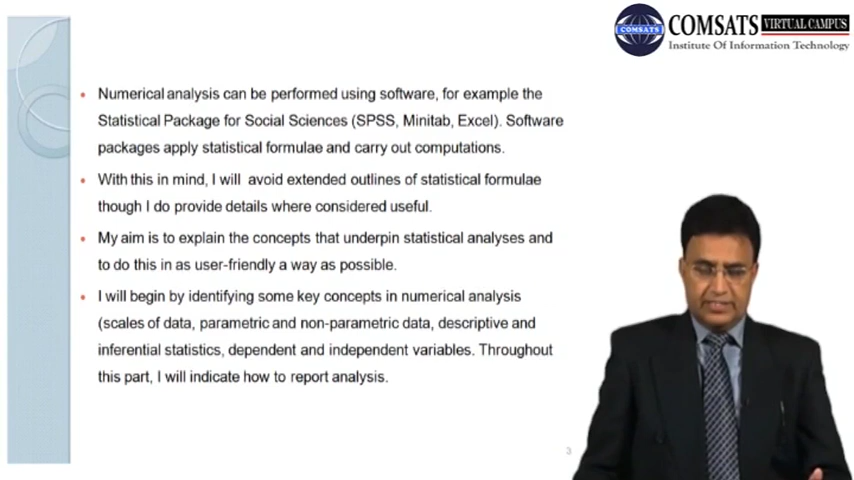 COMSATS VIRTUAL CAMPUS
COMSATS
Institute Of Information Technology
Numerical analysis can be performed using software, for example the
Statistical Package for Social Sciences (SPSS, Minitab, Excel). Software
packages apply statistical formulae and carry out computations.
With this in mind, I will avoid extended outlines of statistical formulae
though I do provide details where considered useful.
My aim is to explain the concepts that underpin statistical analyses and
to do this in as user-friendly a way as possible.
I will begin by identifying some key concepts in numerical analysis
(scales of data, parametric and non-parametric data, descriptive and
inferential statistics, dependent and independent variables. Throughout
this part, I will indicate how to report analysis.
3